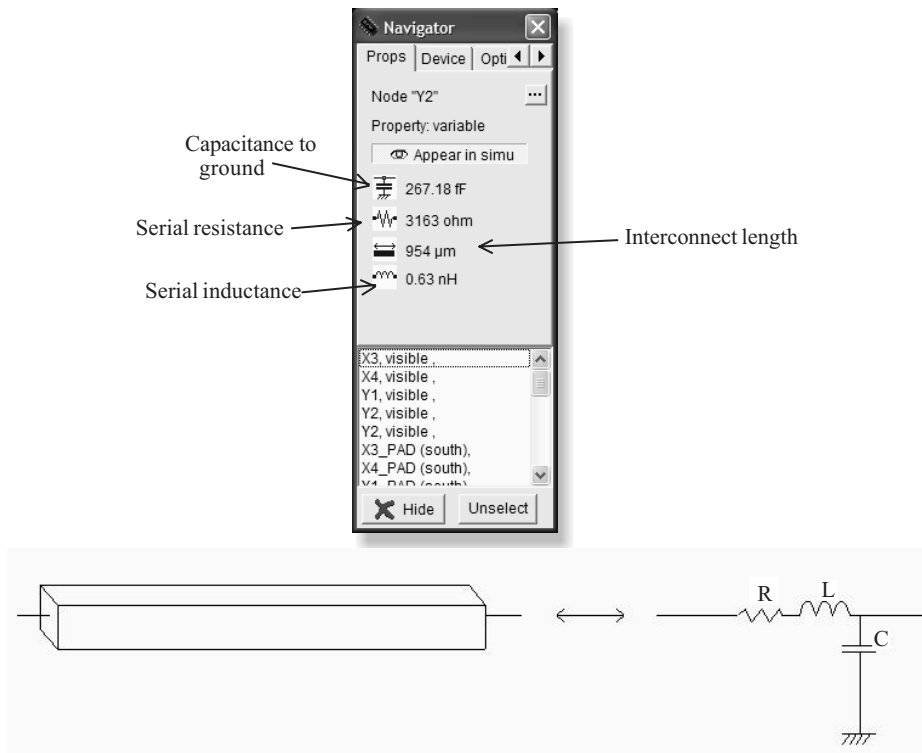 Navigator
Props Device Opti
Node "Y2" ...
Property: variable
Appear in simu
Capacitance to
ground
267.18 fF
Serial resistance
3163 ohm
954 µm
Interconnect length
Serial inductance
0.63 nH
X3, visible ,
X4, visible ,
Y1, visible ,
Y2, visible ,
Y2, visible ,
X3_PAD (south),
X4_PAD (south),
Y1_PAD (south)
Hide Unselect
R L
C